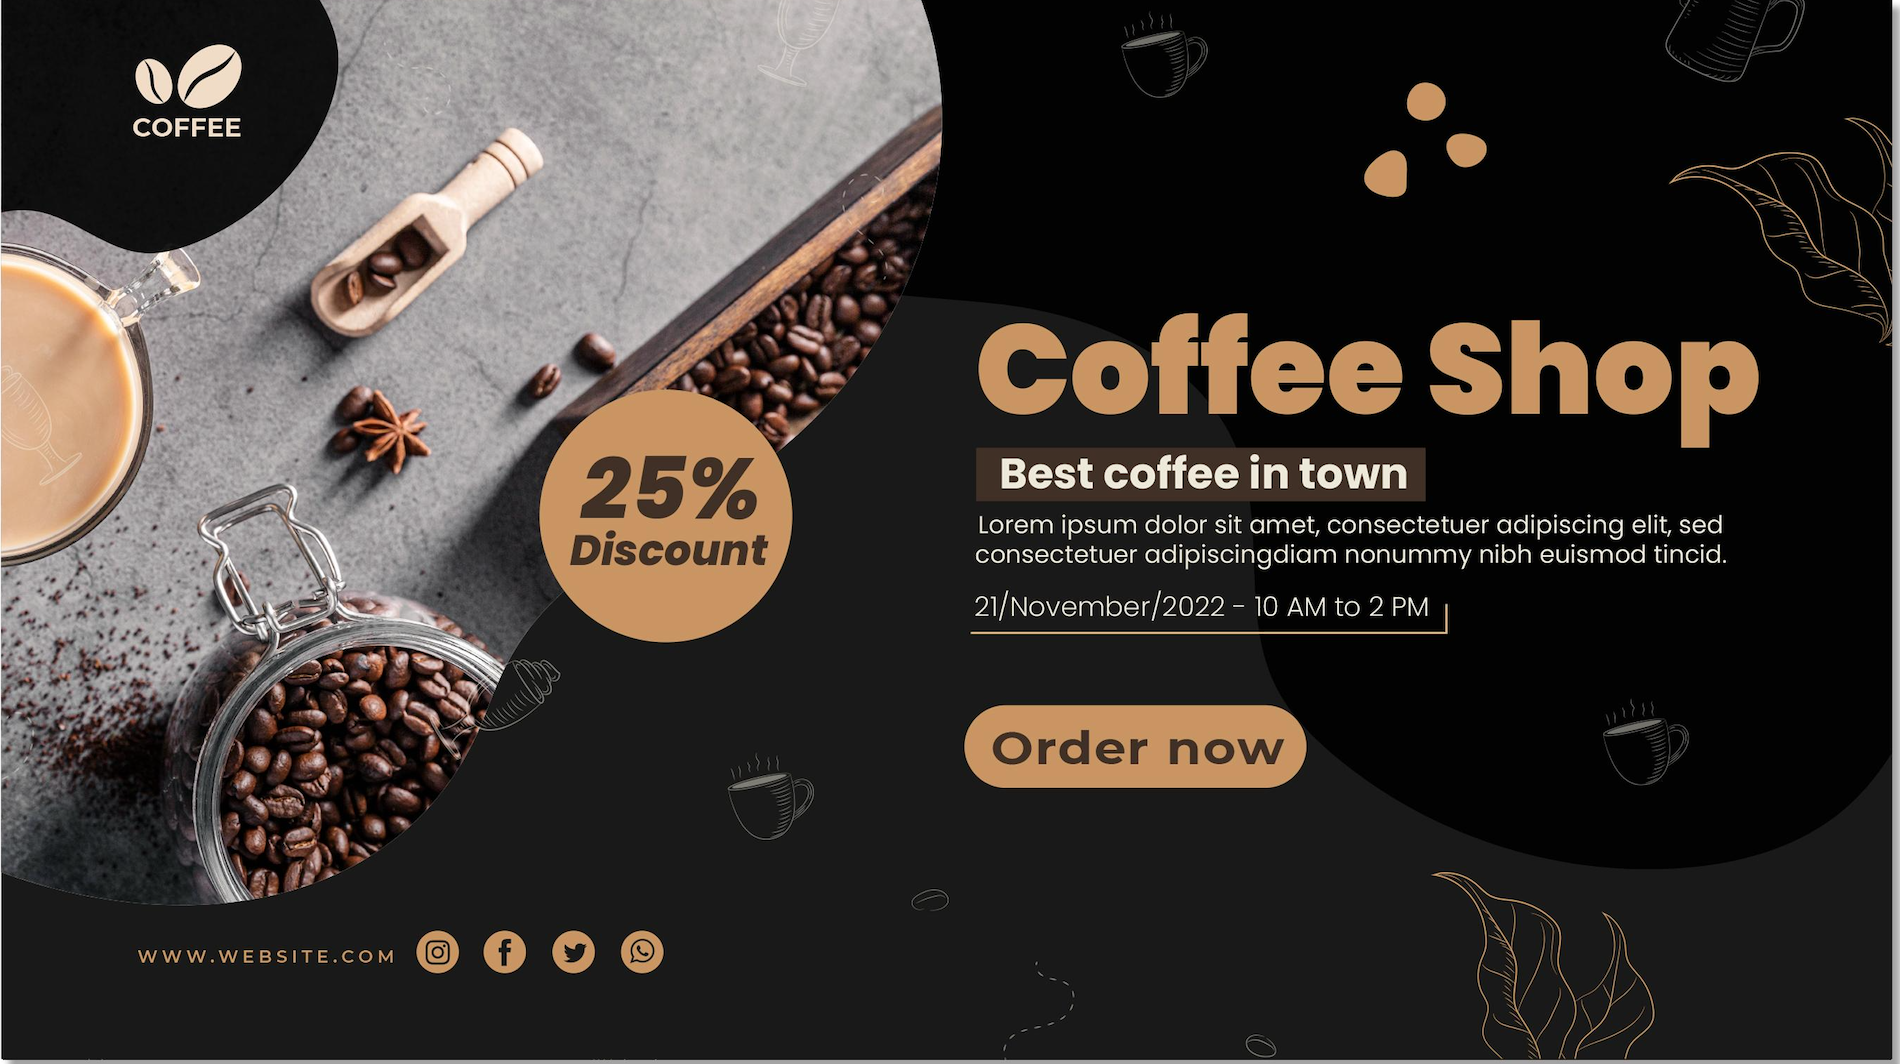 COFFEE
25%
Discount
Coffee Shop
Best coffee in town
Lorem ipsum dolor sit amet, consectetuer adipiscing elit, sed
consectetuer adipiscingdiam nonummy nibh euismod tincid.
21/November/2022 - 10 AM to 2 PM
Order now
WWW.WEBSITE.COM